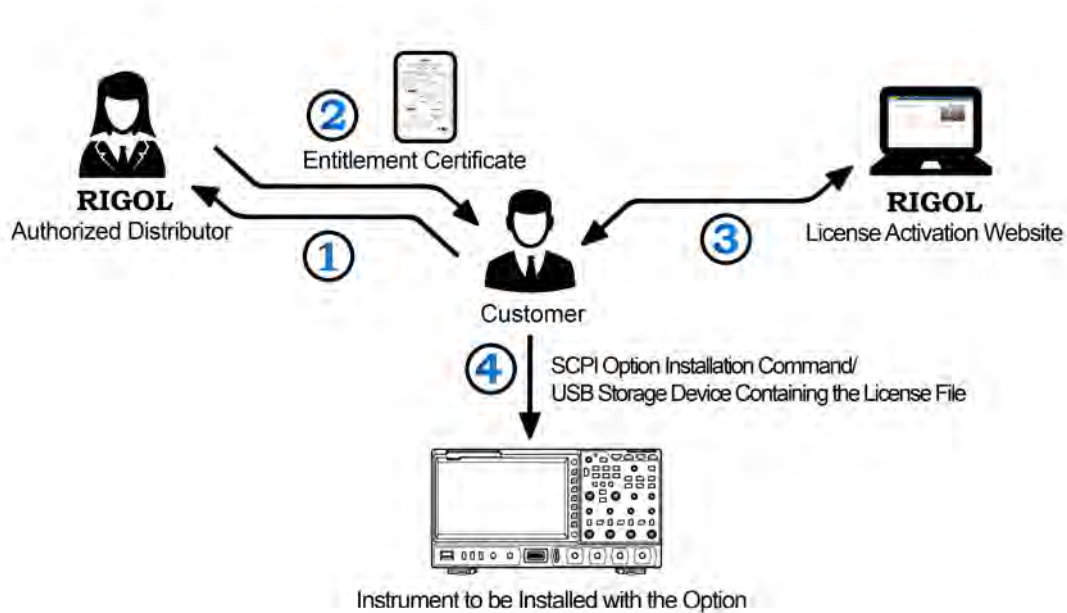 2
Entitlement Certificate
RIGOL
Authorized Distributor
1
RIGOL
License Activation Website
3
Customer
4
SCPI Option Installation Command/
USB Storage Device Containing the License File
Instrument to be Installed with the Option